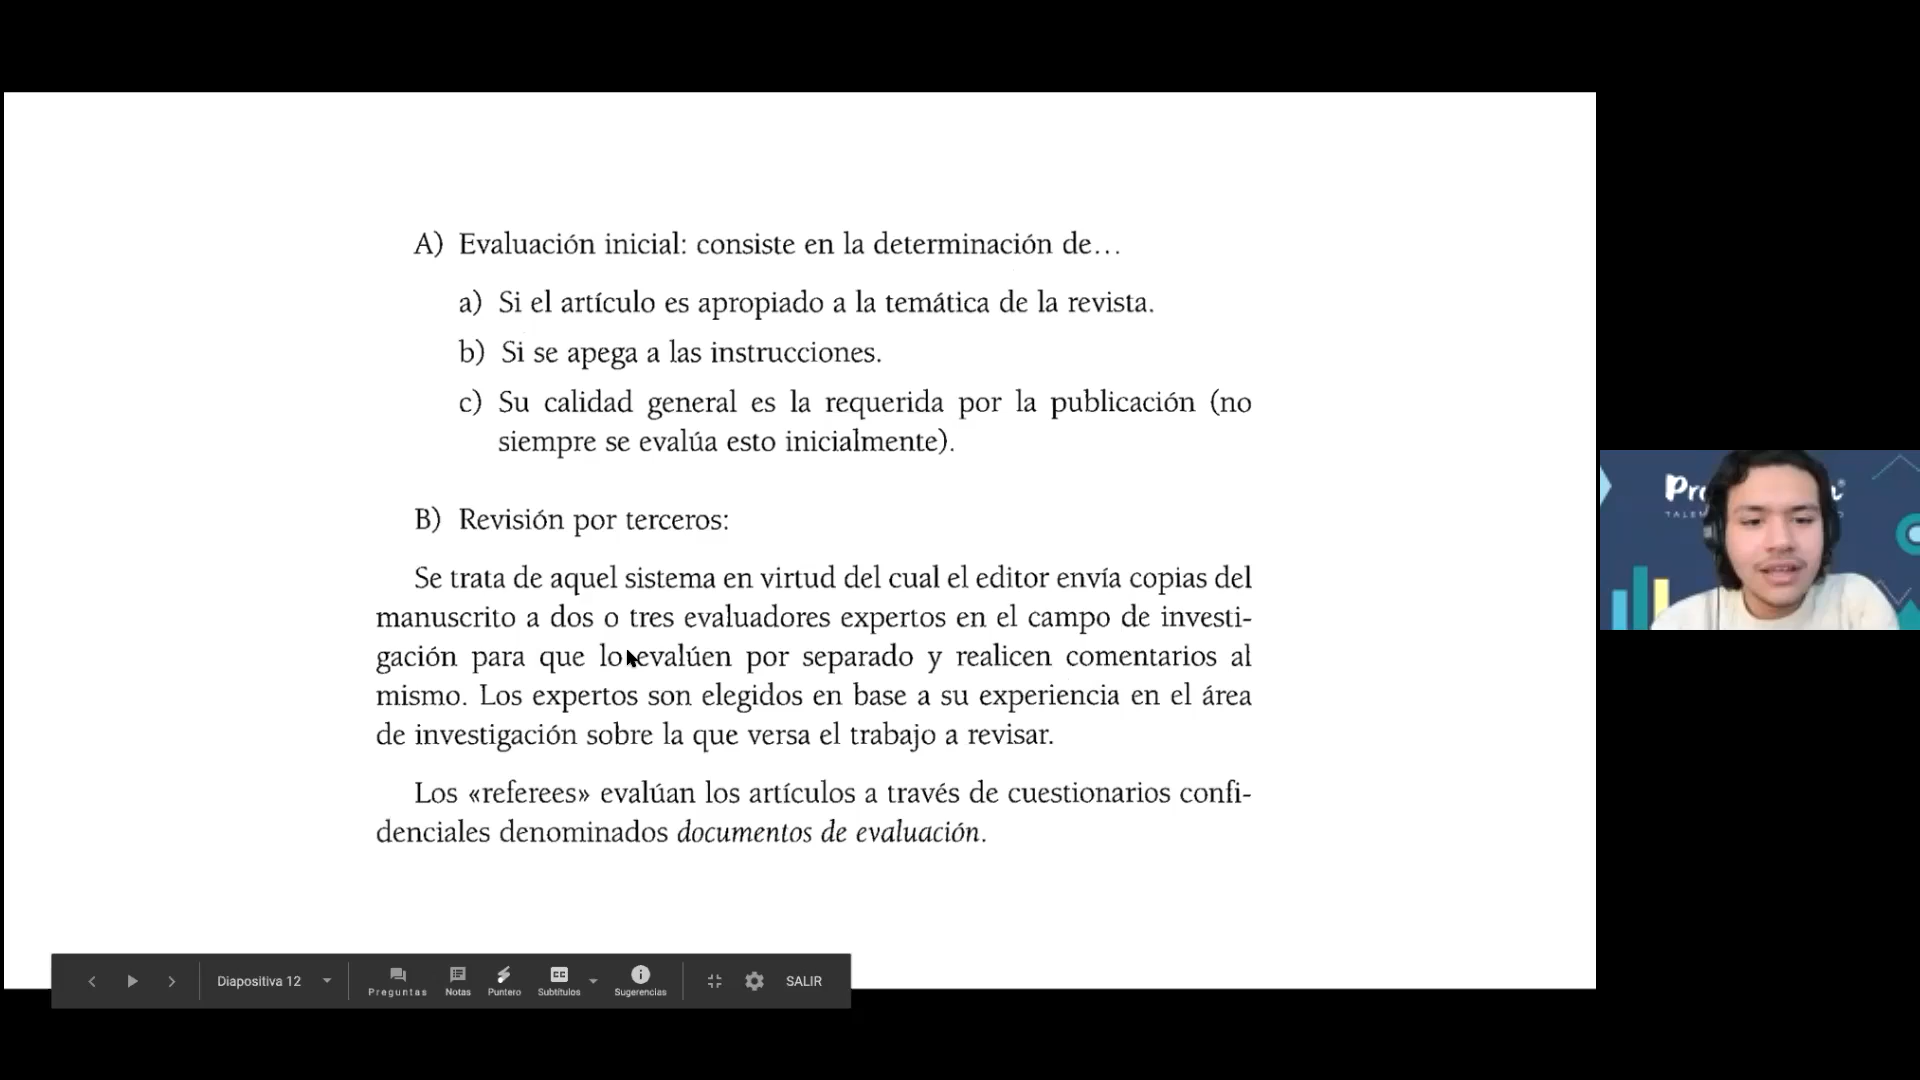 A) Evaluación inicial: consiste en la determinación de…
a) Si el artículo es apropiado a la temática de la revista.
b) Si se apega a las instrucciones.
c) Su calidad general es la requerida por la publicación (no
siempre se evalúa esto inicialmente).
B) Revisión por terceros:
Se trata de aquel sistema en virtud del cual el editor envía copias del
manuscrito a dos o tres evaluadores expertos en el campo de investi-
gación para que lo evalúen por separado y realicen comentarios al
mismo. Los expertos son elegidos en base a su experiencia en el área
de investigación sobre la que versa el trabajo a revisar.
Los «referees» evalúan los artículos a través de cuestionarios confi-
denciales denominados documentos de evaluación.
Diapositiva 12
Preguntas
Notas
Puntero
CC
Subtítulos
Sugerencias
SALIR